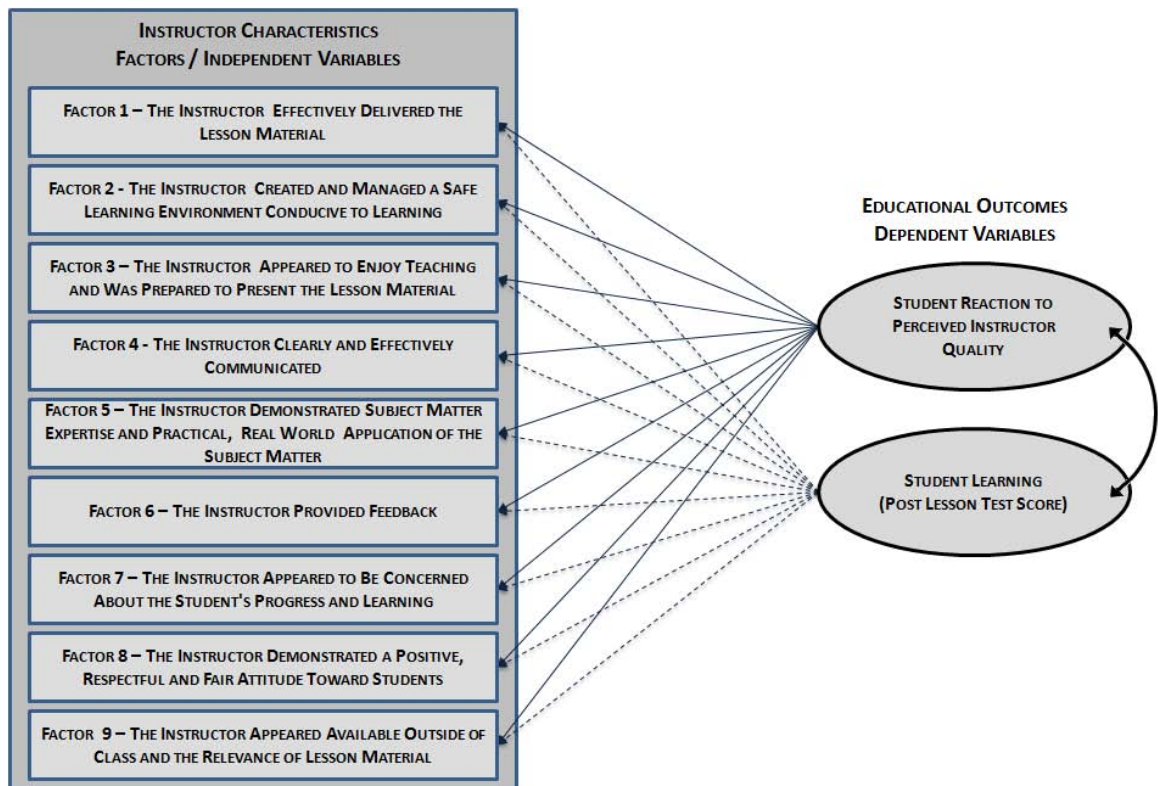 INSTRUCTOR CHARACTERISTICS
FACTORS / INDEPENDENT VARIABLES
FACTOR 1 – THE INSTRUCTOR EFFECTIVELY DELIVERED THE
LESSON MATERIAL
FACTOR 2 - THE INSTRUCTOR CREATED AND MANAGED A SAFE
LEARNING ENVIRONMENT CONDUCIVE TO LEARNING
FACTOR 3 – THE INSTRUCTOR APPEARED TO ENJOY TEACHING
AND WAS PREPARED TO PRESENT THE LESSON MATERIAL
FACTOR 4 - THE INSTRUCTOR CLEARLY AND EFFECTIVELY
COMMUNICATED
FACTOR 5 – THE INSTRUCTOR DEMONSTRATED SUBJECT MATTER
EXPERTISE AND PRACTICAL, REAL WORLD APPLICATION OF THE
SUBJECT MATTER
FACTOR 6 – THE INSTRUCTOR PROVIDED FEEDBACK
FACTOR 7 – THE INSTRUCTOR APPEARED TO BE CONCERNED
ABOUT THE STUDENT'S PROGRESS AND LEARNING
FACTOR 8 – THE INSTRUCTOR DEMONSTRATED A POSITIVE,
RESPECTFUL AND FAIR ATTITUDE TOWARD STUDENTS
FACTOR 9 – THE INSTRUCTOR APPEARED AVAILABLE OUTSIDE OF
CLASS AND THE RELEVANCE OF LESSON MATERIAL
EDUCATIONAL OUTCOMES
DEPENDENT VARIABLES
STUDENT REACTION TO
PERCEIVED INSTRUCTOR
QUALITY
STUDENT LEARNING
(POST LESSON TEST SCORE)